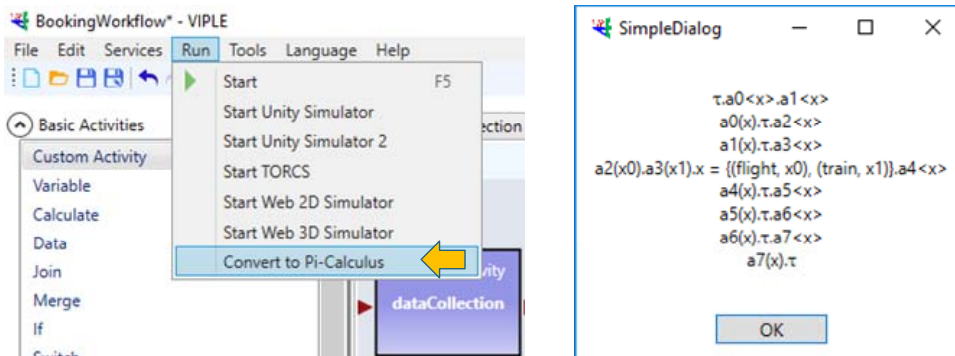 BookingWorkflow* - VIPLE
File Edit Services Run Tools Language Help
Start F5
Start Unity Simulator
Start Unity Simulator 2
Start TORCS
Start Web 2D Simulator
Start Web 3D Simulator
Convert to Pi-Calculus
Basic Activities
Custom Activity
Variable
Calculate
Data
Join
Merge
If
ection
vity
dataCollection
SimpleDialog
τ.a0<x>.a1<x>
a0(x).τ.a2<x>
a1(x).τ.a3<x>
a2(x0).a3(x1).x = {(flight, x0), (train, x1)}.a4<x>
a4(x).τ.a5<x>
a5(x).τ.a6<x>
a6(x).τ.a7<x>
a7(x).τ
OK